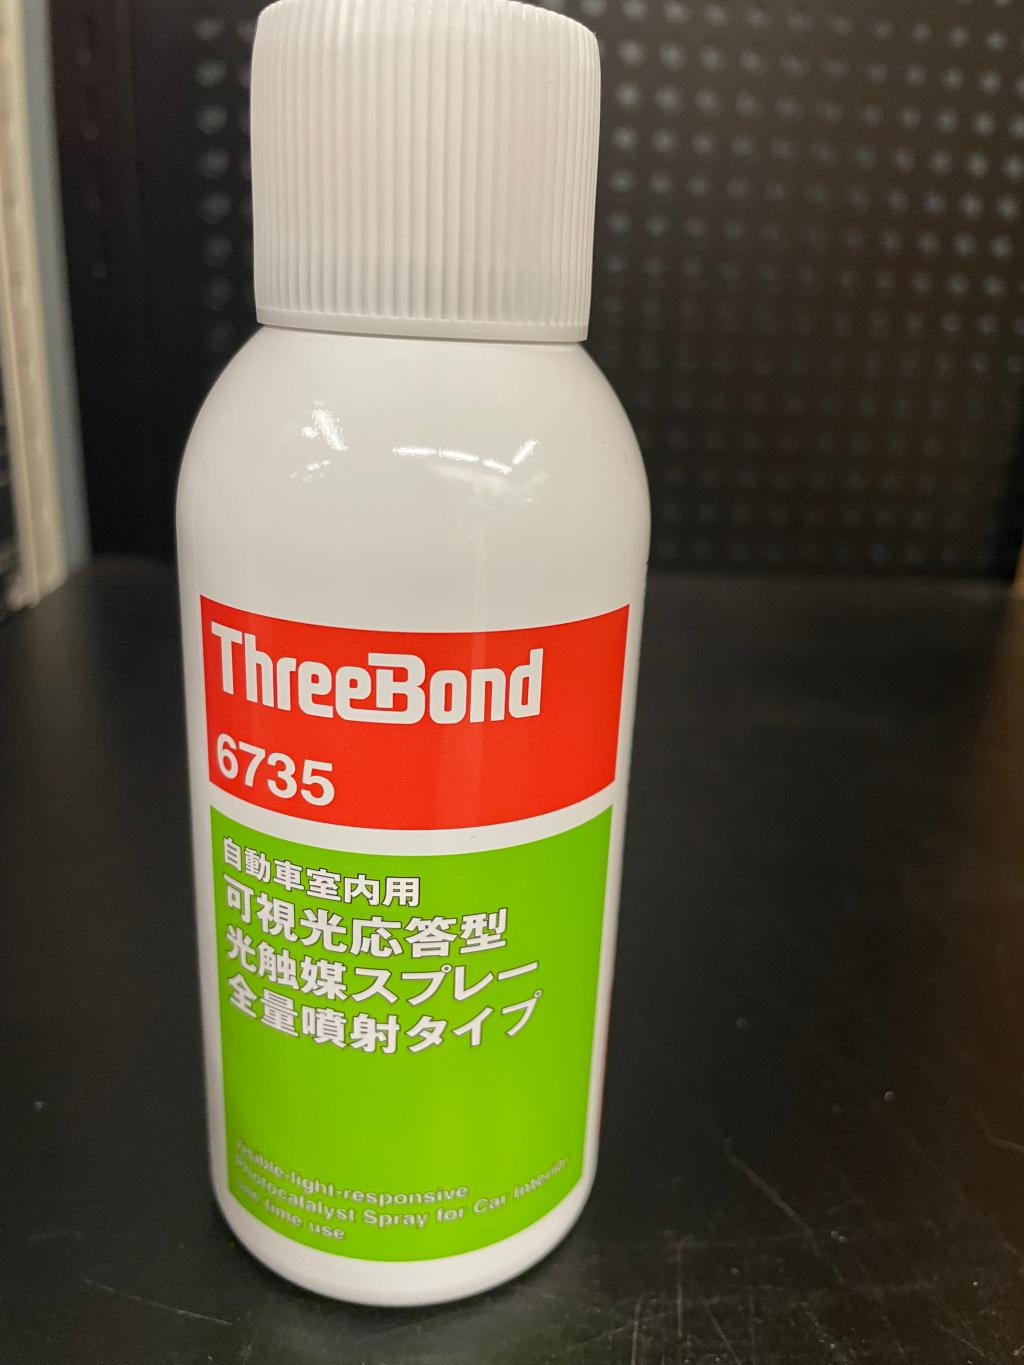 ThreeBond
6735
自動車室内用
可視光応答型
光触媒スプレー
全量噴射タイプ
Visible-light-responsive
Photocatalyst Spray for Car Interior
One time use